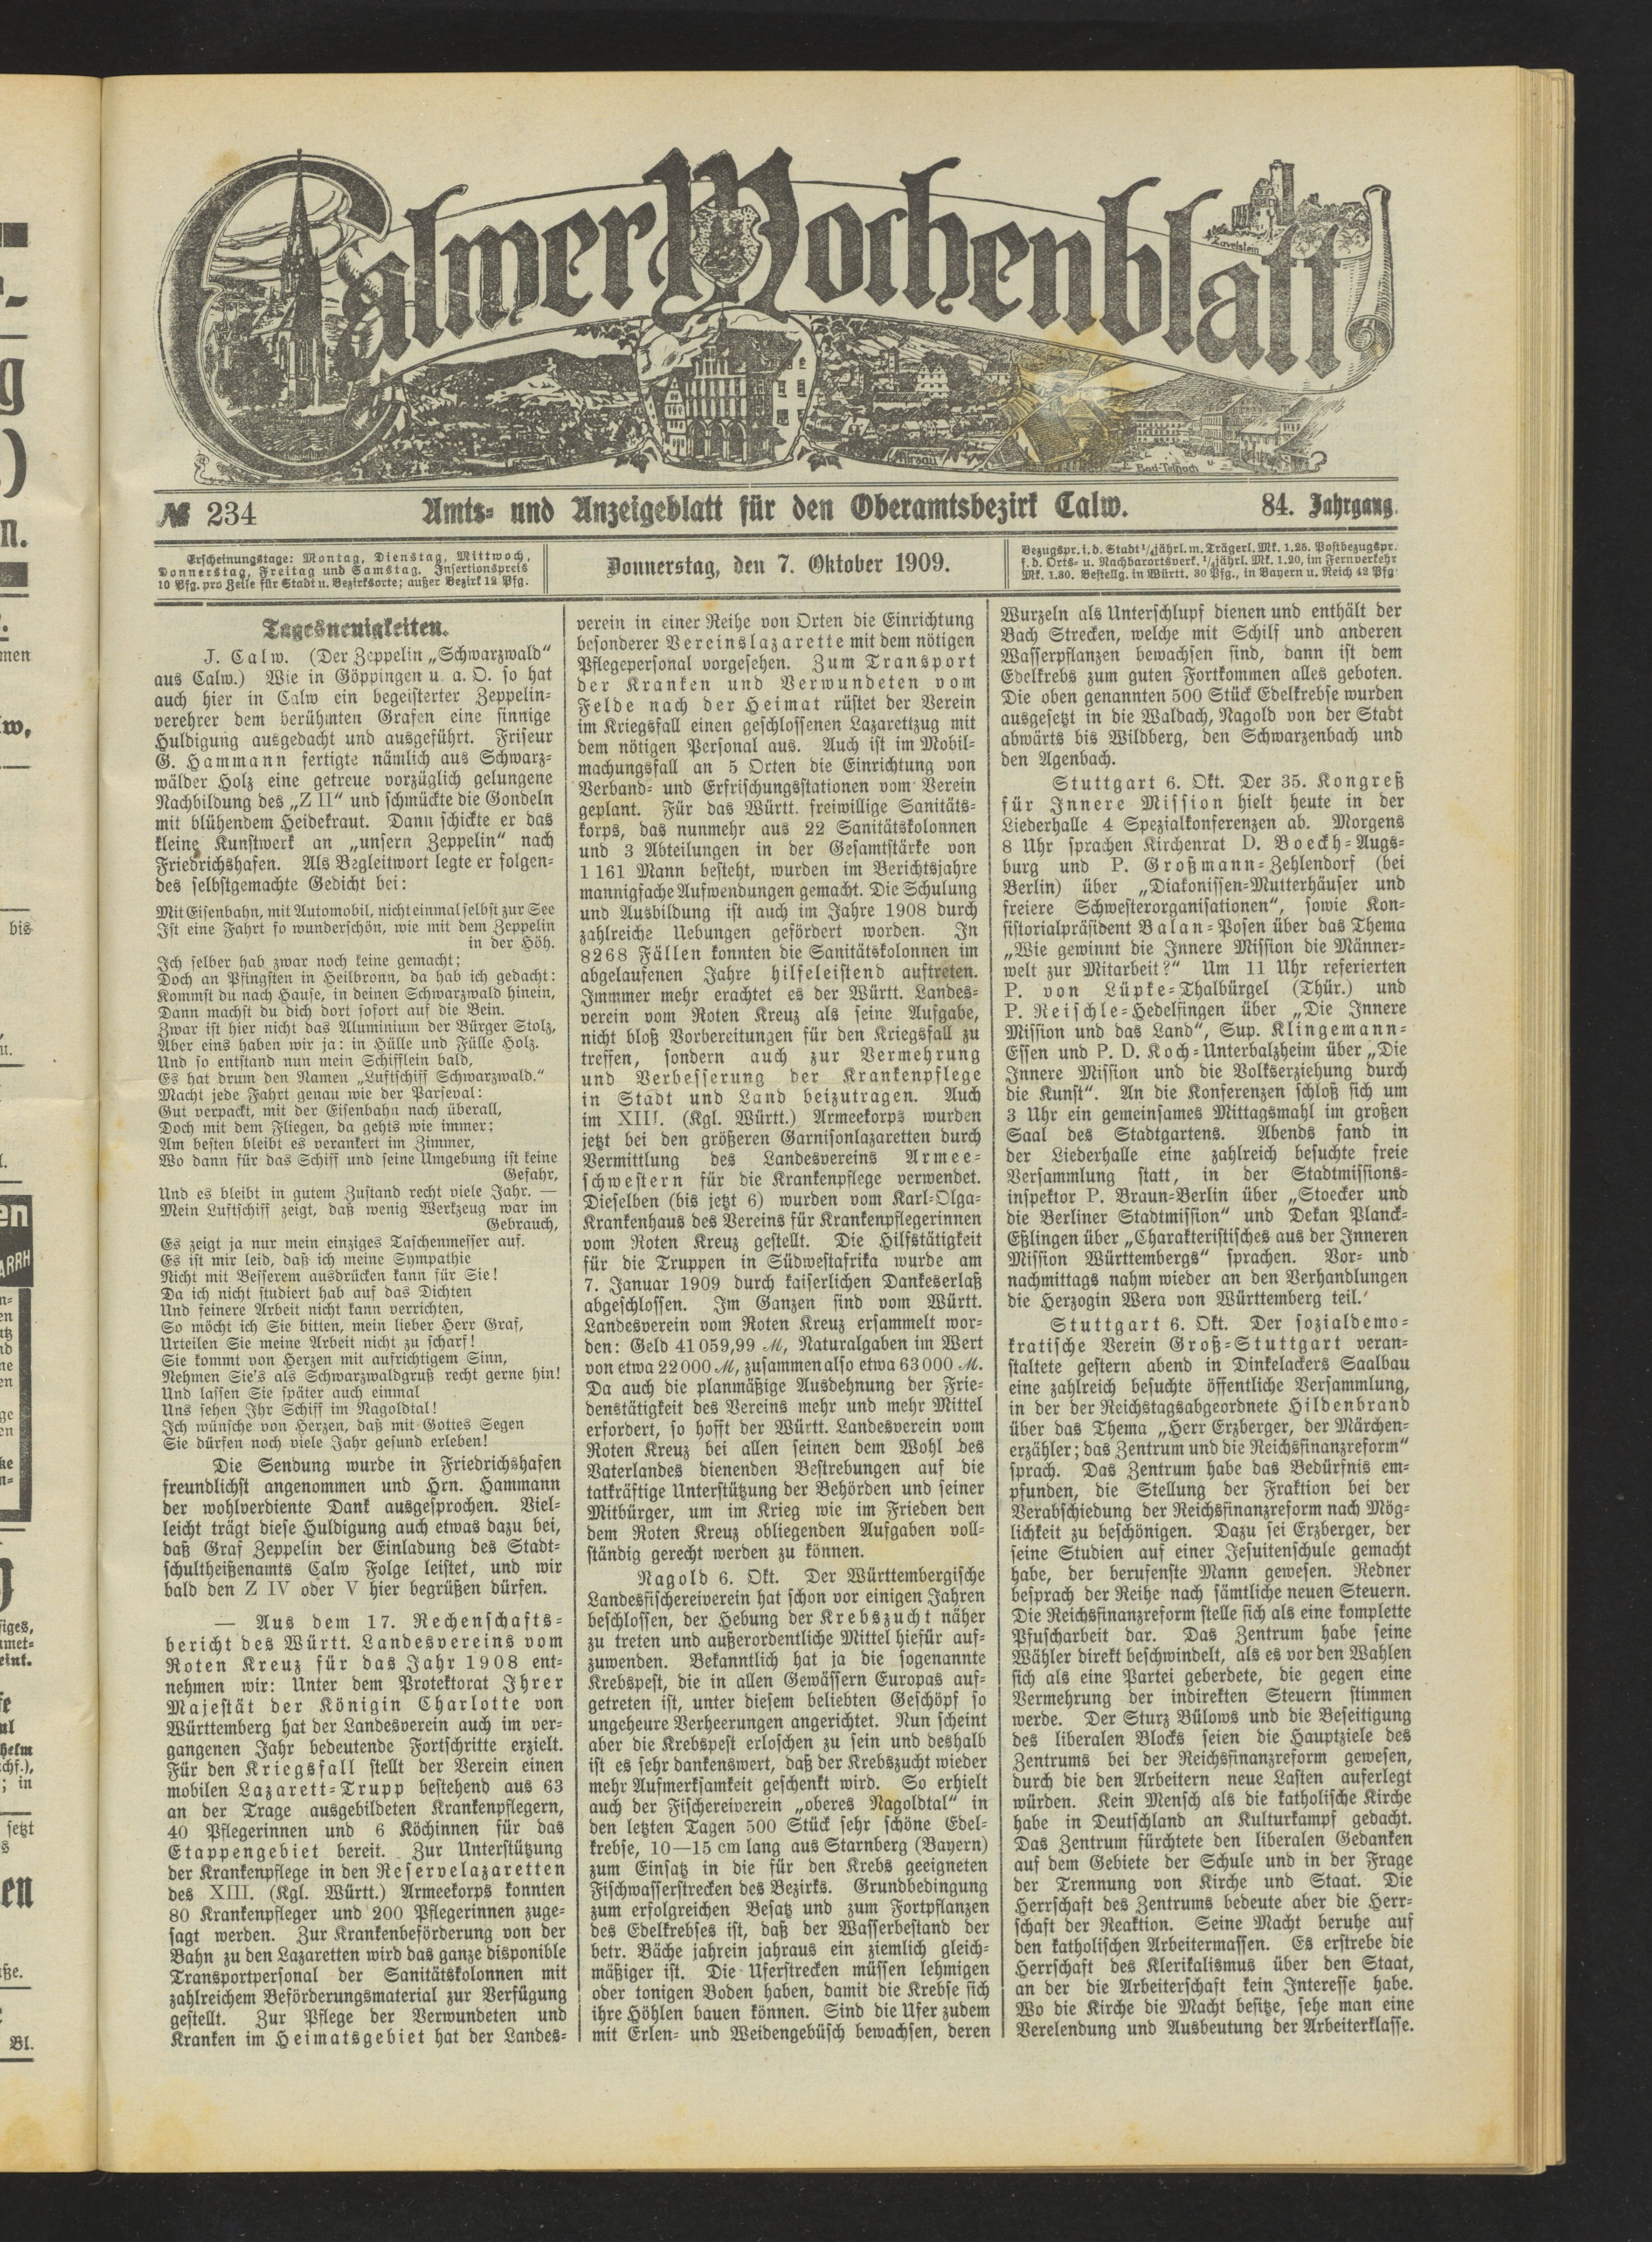 Calwer Wochenblatt
Zavelstein
Hirsau
Bad-Teinach
№ 234
Amts- und Anzeigeblatt für den Oberamtsbezirk Calw.
84. Jahrgang.
Erscheinungstage: Montag, Dienstag, Mittwoch,
Donnerstag, Freitag und Samstag. Insertionspreis
10 Pfg. pro Zeile für Stadt u. Bezirksorte; außer Bezirk 12 Pfg.
Donnerstag, den 7. Oktober 1909.
Bezugspr. i. d. Stadt ¼jährl. m. Trägerl. Mk. 1.25. Postbezugspr.
f. d. Orts- u. Nachbarortsverk. ¼jährl. Mk. 1.20, im Fernverkehr
Mk. 1.30. Bestellg. in Württ. 30 Pfg., in Bayern u. Reich 42 Pfg.
Tagesneuigkeiten.
J. Calw. (Der Zeppelin „Schwarzwald“
aus Calw.) Wie in Göppingen u. a. O. so hat
auch hier in Calw ein begeisterter Zeppelin-
verehrer dem berühmten Grafen eine sinnige
Huldigung ausgedacht und ausgeführt. Friseur
G. Hammann fertigte nämlich aus Schwarz-
wälder Holz eine getreue vorzüglich gelungene
Nachbildung des „Z II“ und schmückte die Gondeln
mit blühendem Heidekraut. Dann schickte er das
kleine Kunstwerk an „unsern Zeppelin“ nach
Friedrichshafen. Als Begleitwort legte er folgen-
des selbstgemachte Gedicht bei:
Mit Eisenbahn, mit Automobil, nicht einmal selbst zur See
Ist eine Fahrt so wunderschön, wie mit dem Zeppelin
in der Höh.
Ich selber hab zwar noch keine gemacht;
Doch an Pfingsten in Heilbronn, da hab ich gedacht:
Kommst du nach Hause, in deinen Schwarzwald hinein,
Dann machst du dich dort sofort auf die Bein.
Zwar ist hier nicht das Aluminium der Bürger Stolz,
Aber eins haben wir ja: in Hülle und Fülle Holz.
Und so entstand nun mein Schifflein bald,
Es hat drum den Namen „Luftschiff Schwarzwald.“
Macht jede Fahrt genau wie der Parseval:
Gut verpackt, mit der Eisenbahn nach überall,
Doch mit dem Fliegen, da gehts wie immer;
Am besten bleibt es verankert im Zimmer,
Wo dann für das Schiff und seine Umgebung ist keine
Gefahr,
Und es bleibt in gutem Zustand recht viele Jahr. —
Mein Luftschiff zeigt, daß wenig Werkzeug war im
Gebrauch,
Es zeigt ja nur mein einziges Taschenmesser auf.
Es ist mir leid, daß ich meine Sympathie
Nicht mit Besserem ausdrücken kann für Sie!
Da ich nicht studiert hab auf das Dichten
Und feinere Arbeit nicht kann verrichten,
So möcht ich Sie bitten, mein lieber Herr Graf,
Urteilen Sie meine Arbeit nicht zu scharf!
Sie kommt von Herzen mit aufrichtigem Sinn,
Nehmen Sie's als Schwarzwaldgruß recht gerne hin!
Und lassen Sie später auch einmal
Uns sehen Ihr Schiff im Nagoldtal!
Ich wünsche von Herzen, daß mit Gottes Segen
Sie dürfen noch viele Jahr gesund erleben!
Die Sendung wurde in Friedrichshafen
freundlichst angenommen und Hrn. Hammann
der wohlverdiente Dank ausgesprochen. Viel-
leicht trägt diese Huldigung auch etwas dazu bei,
daß Graf Zeppelin der Einladung des Stadt-
schultheißenamts Calw Folge leistet, und wir
bald den Z IV oder V hier begrüßen dürfen.
— Aus dem 17. Rechenschafts-
bericht des Württ. Landesvereins vom
Roten Kreuz für das Jahr 1908 ent-
nehmen wir: Unter dem Protektorat Ihrer
Majestät der Königin Charlotte von
Württemberg hat der Landesverein auch im ver-
gangenen Jahr bedeutende Fortschritte erzielt.
Für den Kriegsfall stellt der Verein einen
mobilen Lazarett-Trupp bestehend aus 63
an der Trage ausgebildeten Krankenpflegern,
40 Pflegerinnen und 6 Köchinnen für das
Etappengebiet bereit. Zur Unterstützung
der Krankenpflege in den Reservelazaretten
des XIII. (Kgl. Württ.) Armeekorps konnten
80 Krankenpfleger und 200 Pflegerinnen zuge-
sagt werden. Zur Krankenbeförderung von der
Bahn zu den Lazaretten wird das ganze disponible
Transportpersonal der Sanitätskolonnen mit
zahlreichem Beförderungsmaterial zur Verfügung
gestellt. Zur Pflege der Verwundeten und
Kranken im Heimatsgebiet hat der Landes-
verein in einer Reihe von Orten die Einrichtung
besonderer Vereinslazarette mit dem nötigen
Pflegepersonal vorgesehen. Zum Transport
der Kranken und Verwundeten vom
Felde nach der Heimat rüstet der Verein
im Kriegsfall einen geschlossenen Lazarettzug mit
dem nötigen Personal aus. Auch ist im Mobil-
machungsfall an 5 Orten die Einrichtung von
Verband- und Erfrischungsstationen vom Verein
geplant. Für das Württ. freiwillige Sanitäts-
korps, das nunmehr aus 22 Sanitätskolonnen
und 3 Abteilungen in der Gesamtstärke von
1161 Mann besteht, wurden im Berichtsjahre
mannigfache Aufwendungen gemacht. Die Schulung
und Ausbildung ist auch im Jahre 1908 durch
zahlreiche Uebungen gefördert worden. In
8268 Fällen konnten die Sanitätskolonnen im
abgelaufenen Jahre hilfeleistend auftreten.
Immmer mehr erachtet es der Württ. Landes-
verein vom Roten Kreuz als seine Aufgabe,
nicht bloß Vorbereitungen für den Kriegsfall zu
treffen, sondern auch zur Vermehrung
und Verbesserung der Krankenpflege
in Stadt und Land beizutragen. Auch
im XIII. (Kgl. Württ.) Armeekorps wurden
jetzt bei den größeren Garnisonlazaretten durch
Vermittlung des Landesvereins Armee-
schwestern für die Krankenpflege verwendet.
Dieselben (bis jetzt 6) wurden vom Karl-Olga-
Krankenhaus des Vereins für Krankenpflegerinnen
vom Roten Kreuz gestellt. Die Hilfstätigkeit
für die Truppen in Südwestafrika wurde am
7. Januar 1909 durch kaiserlichen Dankeserlaß
abgeschlossen. Im Ganzen sind vom Württ.
Landesverein vom Roten Kreuz ersammelt wor-
den: Geld 41059,99 ℳ, Naturalgaben im Wert
von etwa 22000 ℳ, zusammen also etwa 63000 ℳ.
Da auch die planmäßige Ausdehnung der Frie-
denstätigkeit des Vereins mehr und mehr Mittel
erfordert, so hofft der Württ. Landesverein vom
Roten Kreuz bei allen seinen dem Wohl des
Vaterlandes dienenden Bestrebungen auf die
tatkräftige Unterstützung der Behörden und seiner
Mitbürger, um im Krieg wie im Frieden den
dem Roten Kreuz obliegenden Aufgaben voll-
ständig gerecht werden zu können.
Nagold 6. Okt. Der Württembergische
Landesfischereiverein hat schon vor einigen Jahren
beschlossen, der Hebung der Krebszucht näher
zu treten und außerordentliche Mittel hiefür auf-
zuwenden. Bekanntlich hat ja die sogenannte
Krebspest, die in allen Gewässern Europas auf-
getreten ist, unter diesem beliebten Geschöpf so
ungeheure Verheerungen angerichtet. Nun scheint
aber die Krebspest erloschen zu sein und deshalb
ist es sehr dankenswert, daß der Krebszucht wieder
mehr Aufmerksamkeit geschenkt wird. So erhielt
auch der Fischereiverein „oberes Nagoldtal“ in
den letzten Tagen 500 Stück sehr schöne Edel-
krebse, 10—15 cm lang aus Starnberg (Bayern)
zum Einsatz in die für den Krebs geeigneten
Fischwasserstrecken des Bezirks. Grundbedingung
zum erfolgreichen Besatz und zum Fortpflanzen
des Edelkrebses ist, daß der Wasserbestand der
betr. Bäche jahrein jahraus ein ziemlich gleich-
mäßiger ist. Die Uferstrecken müssen lehmigen
oder tonigen Boden haben, damit die Krebse sich
ihre Höhlen bauen können. Sind die Ufer zudem
mit Erlen- und Weidengebüsch bewachsen, deren
Wurzeln als Unterschlupf dienen und enthält der
Bach Strecken, welche mit Schilf und anderen
Wasserpflanzen bewachsen sind, dann ist dem
Edelkrebs zum guten Fortkommen alles geboten.
Die oben genannten 500 Stück Edelkrebse wurden
ausgesetzt in die Waldach, Nagold von der Stadt
abwärts bis Wildberg, den Schwarzenbach und
den Agenbach.
Stuttgart 6. Okt. Der 35. Kongreß
für Innere Mission hielt heute in der
Liederhalle 4 Spezialkonferenzen ab. Morgens
8 Uhr sprachen Kirchenrat D. Boeckh-Augs-
burg und P. Großmann-Zehlendorf (bei
Berlin) über „Diakonissen-Mutterhäuser und
freiere Schwesterorganisationen“, sowie Kon-
sistorialpräsident Balan-Posen über das Thema
„Wie gewinnt die Innere Mission die Männer-
welt zur Mitarbeit?“ Um 11 Uhr referierten
P. von Lüpke-Thalbürgel (Thür.) und
P. Reischle-Hedelfingen über „Die Innere
Mission und das Land“, Sup. Klingemann-
Essen und P. D. Koch-Unterbalzheim über „Die
Innere Mission und die Volkserziehung durch
die Kunst“. An die Konferenzen schloß sich um
3 Uhr ein gemeinsames Mittagsmahl im großen
Saal des Stadtgartens. Abends fand in
der Liederhalle eine zahlreich besuchte freie
Versammlung statt, in der Stadtmissions-
inspektor P. Braun-Berlin über „Stoecker und
die Berliner Stadtmission“ und Dekan Planck-
Eßlingen über „Charakteristisches aus der Inneren
Mission Württembergs“ sprachen. Vor- und
nachmittags nahm wieder an den Verhandlungen
die Herzogin Wera von Württemberg teil.
Stuttgart 6. Okt. Der sozialdemo-
kratische Verein Groß-Stuttgart veran-
staltete gestern abend in Dinkelackers Saalbau
eine zahlreich besuchte öffentliche Versammlung,
in der der Reichstagsabgeordnete Hildenbrand
über das Thema „Herr Erzberger, der Märchen-
erzähler; das Zentrum und die Reichsfinanzreform“
sprach. Das Zentrum habe das Bedürfnis em-
pfunden, die Stellung der Fraktion bei der
Verabschiedung der Reichsfinanzreform nach Mög-
lichkeit zu beschönigen. Dazu sei Erzberger, der
seine Studien auf einer Jesuitenschule gemacht
habe, der berufenste Mann gewesen. Redner
besprach der Reihe nach sämtliche neuen Steuern.
Die Reichsfinanzreform stelle sich als eine komplette
Pfuscharbeit dar. Das Zentrum habe seine
Wähler direkt beschwindelt, als es vor den Wahlen
sich als eine Partei geberdete, die gegen eine
Vermehrung der indirekten Steuern stimmen
werde. Der Sturz Bülows und die Beseitigung
des liberalen Blocks seien die Hauptziele des
Zentrums bei der Reichsfinanzreform gewesen,
durch die den Arbeitern neue Lasten auferlegt
würden. Kein Mensch als die katholische Kirche
habe in Deutschland an Kulturkampf gedacht.
Das Zentrum fürchtete den liberalen Gedanken
auf dem Gebiete der Schule und in der Frage
der Trennung von Kirche und Staat. Die
Herrschaft des Zentrums bedeute aber die Herr-
schaft der Reaktion. Seine Macht beruhe auf
den katholischen Arbeitermassen. Es erstrebe die
Herrschaft des Klerikalismus über den Staat,
an der die Arbeiterschaft kein Interesse habe.
Wo die Kirche die Macht besitze, sehe man eine
Verelendung und Ausbeutung der Arbeiterklasse.